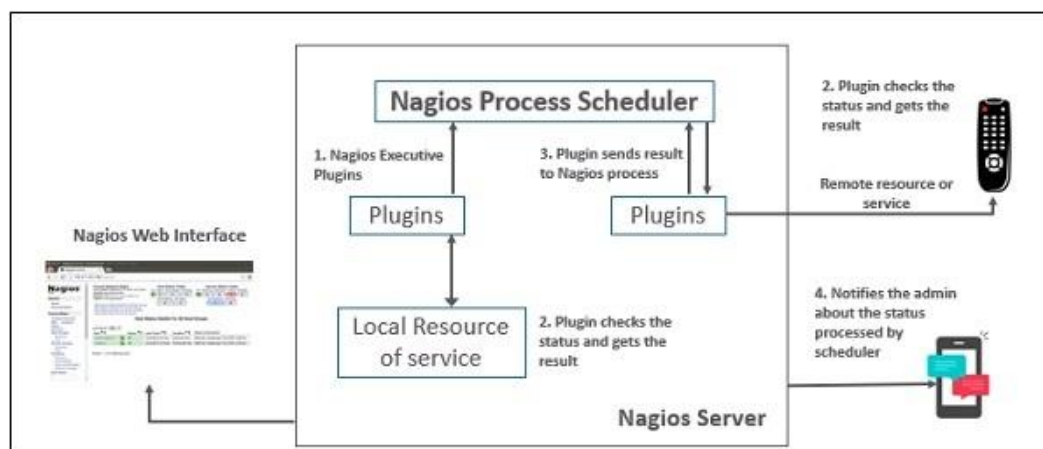 Nagios Process Scheduler
1. Nagios Executive
Plugins
3. Plugin sends result
to Nagios process
2. Plugin checks the
status and gets the
result
Plugins
Plugins
Remote resource or
service
Nagios Web Interface
Nagios
Local Resource
of service
2. Plugin checks the
status and gets the
result
4. Notifies the admin
about the status
processed by
scheduler
Nagios Server